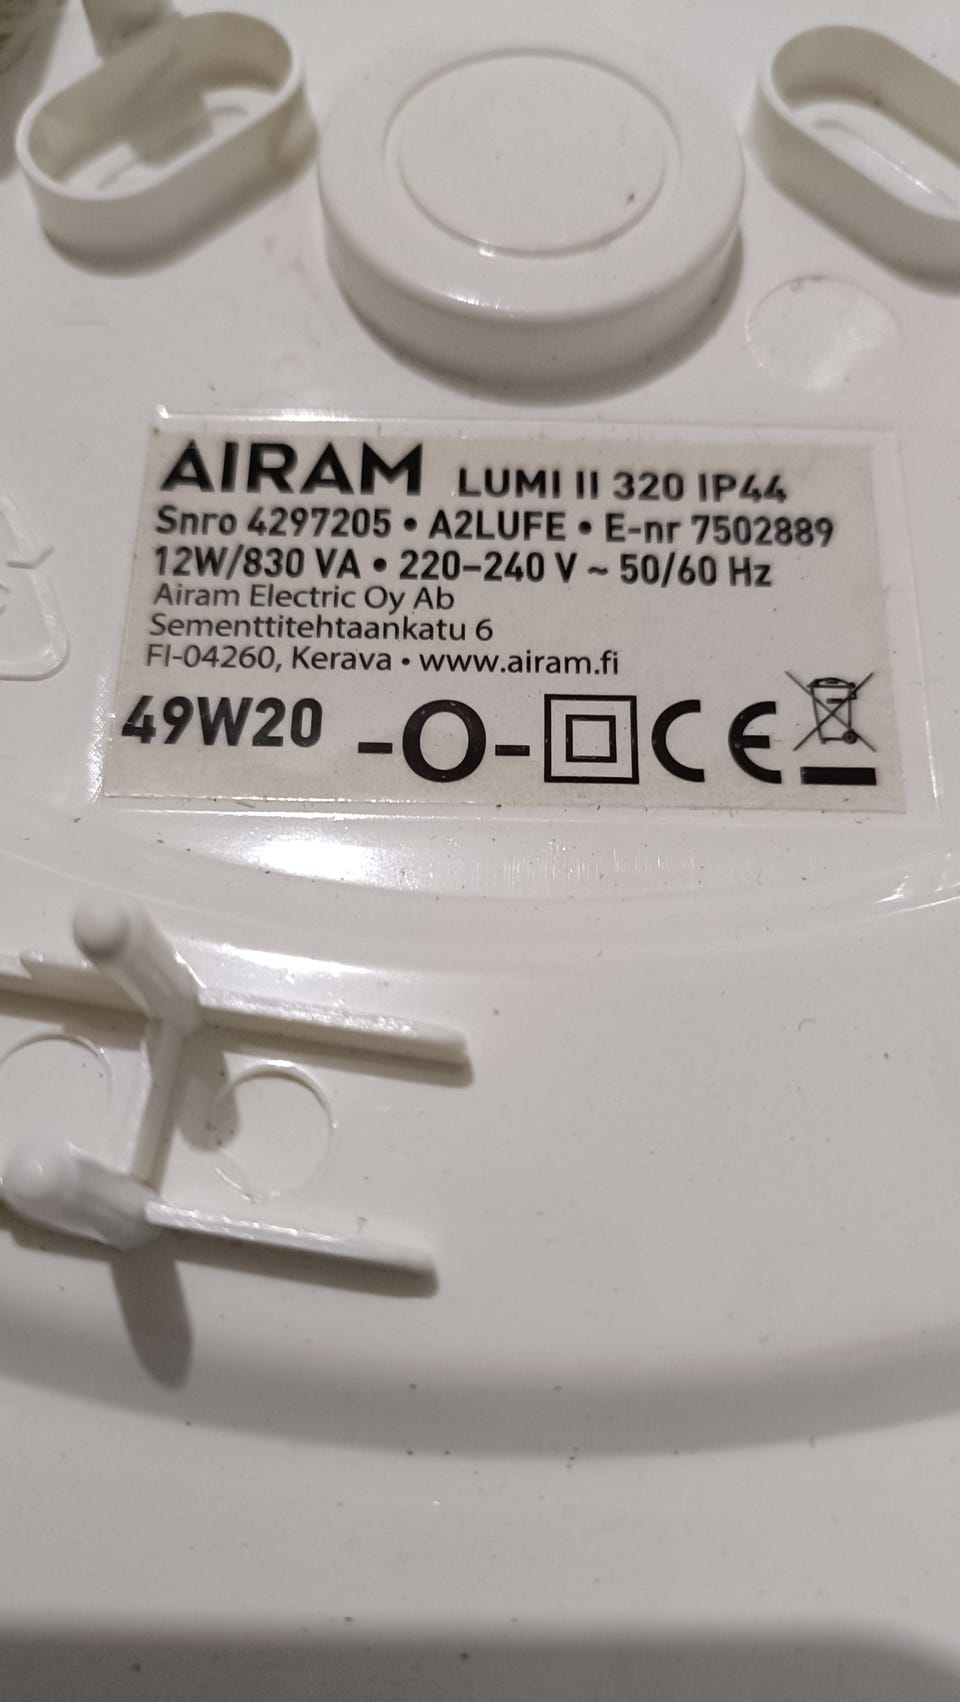 AIRAM LUMI II 320 IP44
Snro 4297205 • A2LUFE • E-nr 7502889
12W/830 VA • 220–240 V ~ 50/60 Hz
Airam Electric Oy Ab
Sementtitehtaankatu 6
FI-04260, Kerava • www.airam.fi
49W20 -O- CE